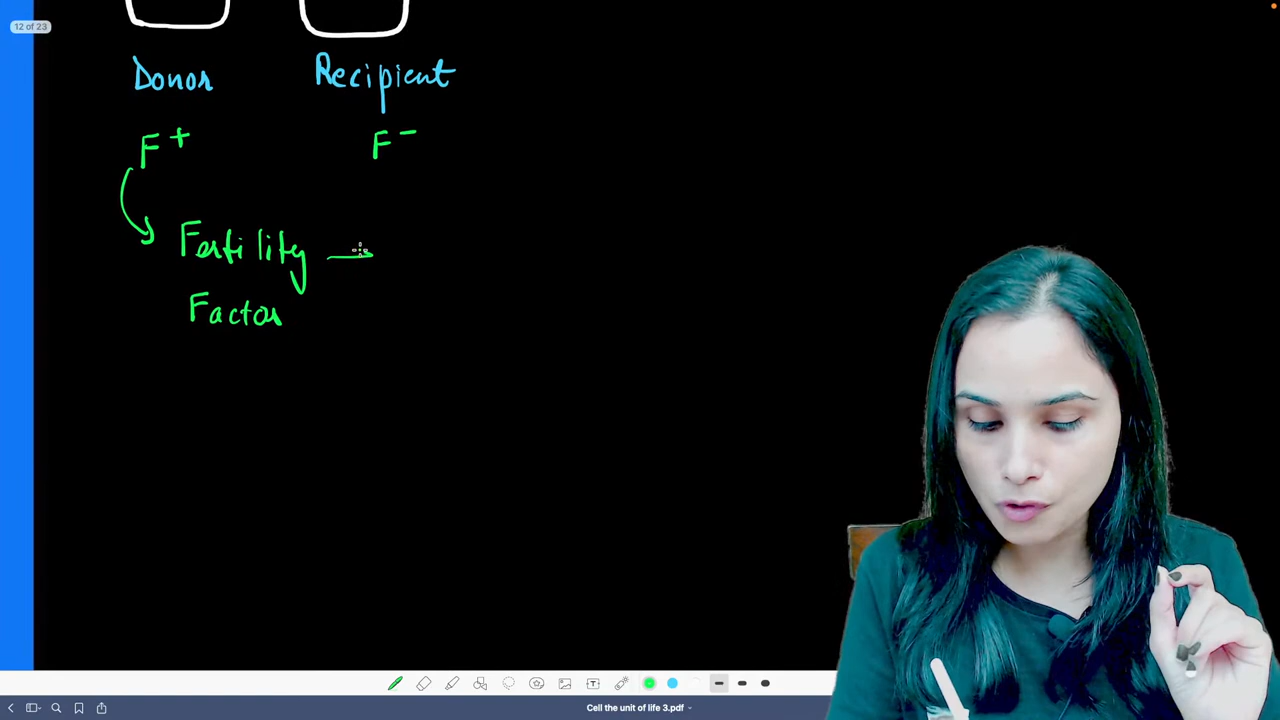 12 of 23
Donor Recipient
F+ F-
Fertility →
Factor
Cell the unit of life 3.pdf